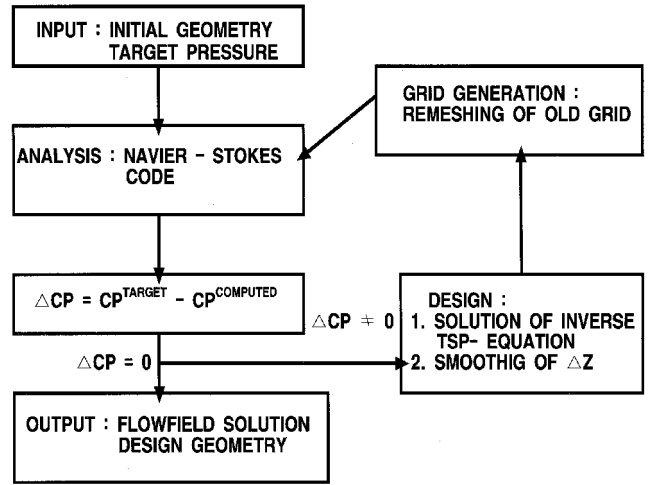 INPUT : INITIAL GEOMETRY
TARGET PRESSURE
GRID GENERATION :
REMESHING OF OLD GRID
ANALYSIS : NAVIER - STOKES
CODE
△CP = CP^TARGET - CP^COMPUTED
△CP ≠ 0
DESIGN :
1. SOLUTION OF INVERSE
TSP- EQUATION
2. SMOOTHIG OF △Z
△CP = 0
OUTPUT : FLOWFIELD SOLUTION
DESIGN GEOMETRY